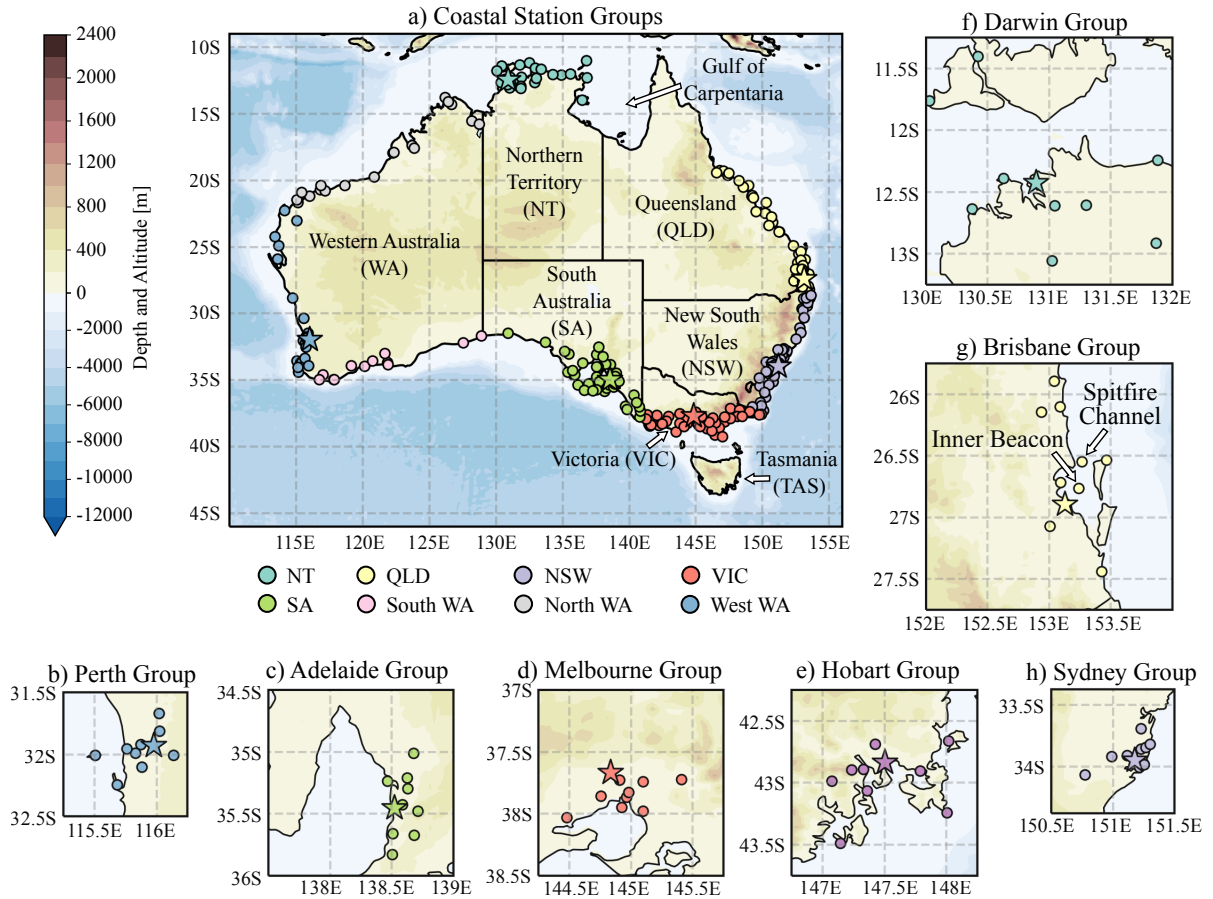 a) Coastal Station Groups
2400
2000
1600
1200
800
400
0
-2000
-4000
-6000
-8000
-10000
-12000
Depth and Altitude [m]
10S
15S
20S
25S
30S
35S
40S
45S
115E
120E
125E
130E
135E
140E
145E
150E
155E
Gulf of
Carpentaria
Northern
Territory
(NT)
Queensland
(QLD)
Western Australia
(WA)
South
Australia
(SA)
New South
Wales
(NSW)
Victoria (VIC)
Tasmania
(TAS)
NT
QLD
NSW
VIC
SA
South WA
North WA
West WA
f) Darwin Group
11.5S
12S
12.5S
13S
130E
130.5E
131E
131.5E
132E
g) Brisbane Group
26S
26.5S
27S
27.5S
Spitfire
Channel
Inner Beacon
152E
152.5E
153E
153.5E
b) Perth Group
31.5S
32S
32.5S
115.5E
116E
c) Adelaide Group
34.5S
35S
35.5S
36S
138E
138.5E
139E
d) Melbourne Group
37S
37.5S
38S
38.5S
144.5E
145E
145.5E
e) Hobart Group
42.5S
43S
43.5S
147E
147.5E
148E
h) Sydney Group
33.5S
34S
150.5E
151E
151.5E